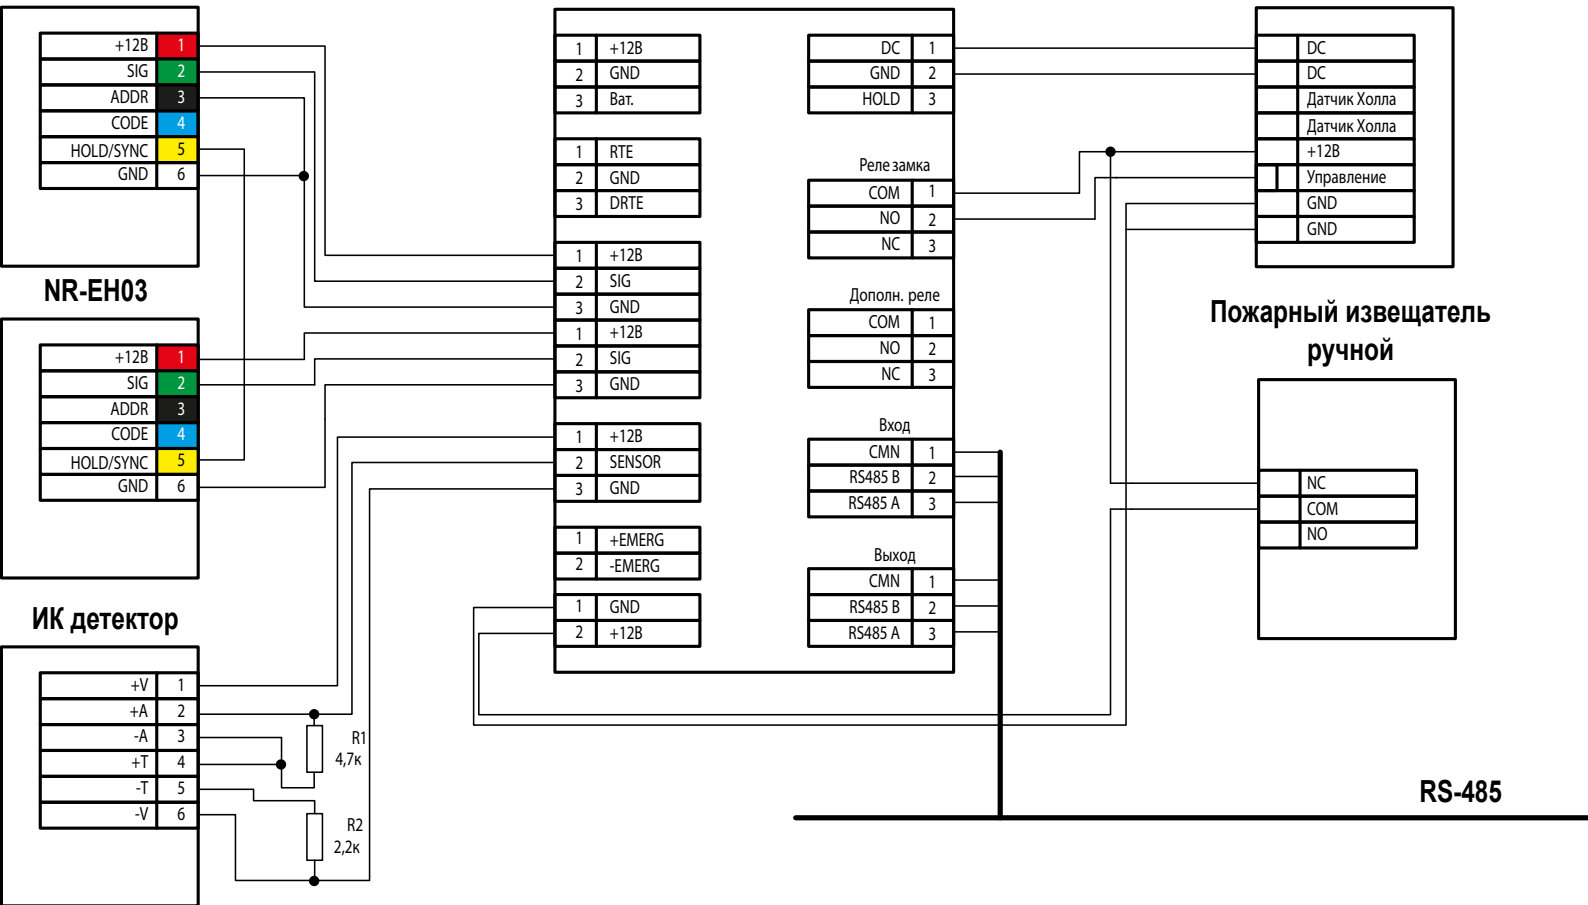 +12В 1
SIG 2
ADDR 3
CODE 4
HOLD/SYNC 5
GND 6
NR-EH03
+12В 1
SIG 2
ADDR 3
CODE 4
HOLD/SYNC 5
GND 6
ИК детектор
+V 1
+A 2
-A 3
+T 4
-T 5
-V 6
R1
4,7к
R2
2,2к
1 +12В
2 GND
3 Bат.
1 RTE
2 GND
3 DRTE
1 +12В
2 SIG
3 GND
1 +12В
2 SIG
3 GND
1 +12В
2 SENSOR
3 GND
1 +EMERG
2 -EMERG
1 GND
2 +12В
DC 1
GND 2
HOLD 3
Реле замка
COM 1
NO 2
NC 3
Дополн. реле
COM 1
NO 2
NC 3
Вход
CMN 1
RS485 B 2
RS485 A 3
Выход
CMN 1
RS485 B 2
RS485 A 3
DC
DC
Датчик Холла
Датчик Холла
+12В
Управление
GND
GND
Пожарный извещатель
ручной
NC
COM
NO
RS-485